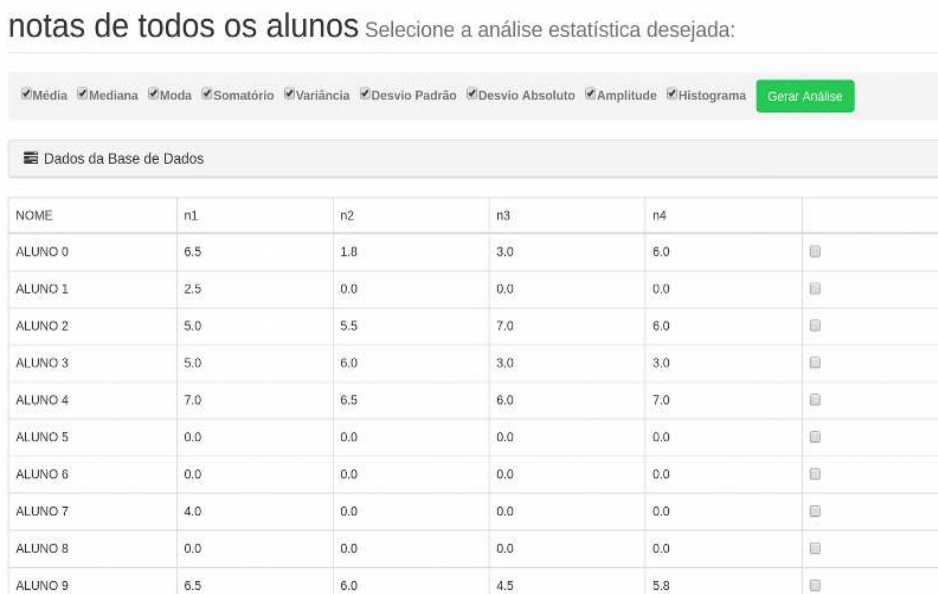 notas de todos os alunos Selecione a análise estatística desejada:
Média Mediana Moda Somatório Variância Desvio Padrão Desvio Absoluto Amplitude Histograma Gerar Análise
Dados da Base de Dados
NOME n1 n2 n3 n4
ALUNO 0 6.5 1.8 3.0 6.0
ALUNO 1 2.5 0.0 0.0 0.0
ALUNO 2 5.0 5.5 7.0 6.0
ALUNO 3 5.0 6.0 3.0 3.0
ALUNO 4 7.0 6.5 6.0 7.0
ALUNO 5 0.0 0.0 0.0 0.0
ALUNO 6 0.0 0.0 0.0 0.0
ALUNO 7 4.0 0.0 0.0 0.0
ALUNO 8 0.0 0.0 0.0 0.0
ALUNO 9 6.5 6.0 4.5 5.8